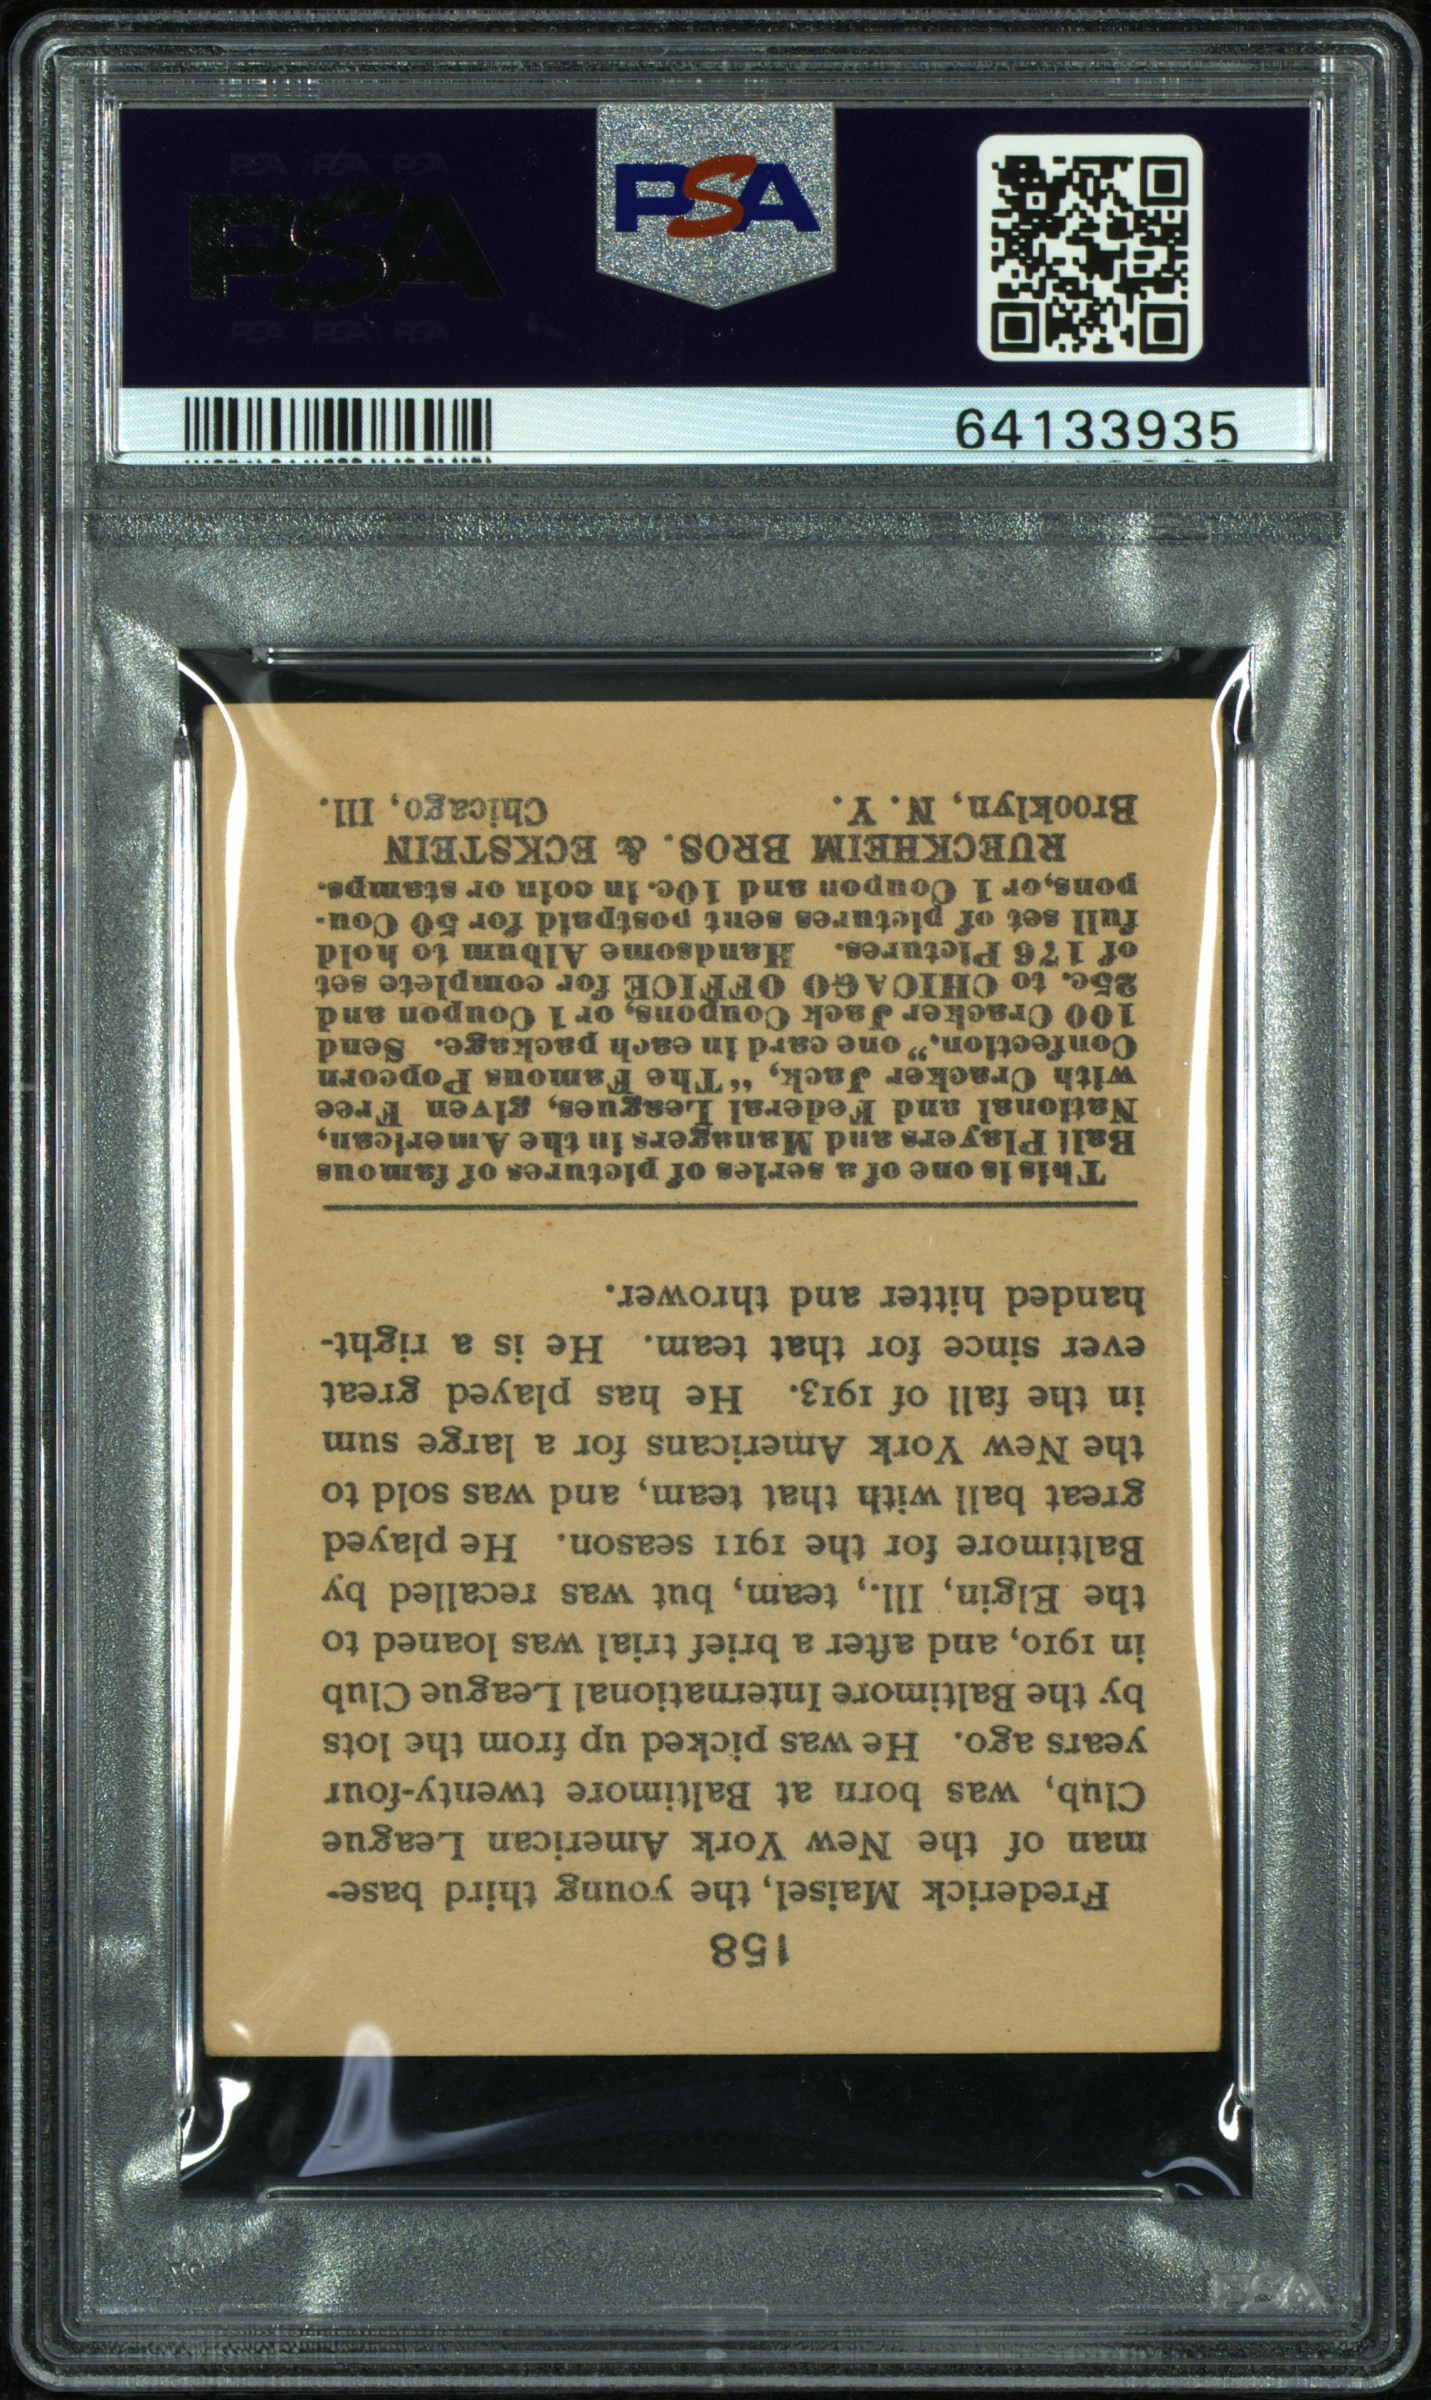 PSA
PSA
64133935
158
Frederick Maisel, the young third base-
man of the New York American League
Club, was born at Baltimore twenty-four
years ago. He was picked up from the lots
by the Baltimore International League Club
in 1910, and after a brief trial was loaned to
the Elgin, Ill., team, but was recalled by
Baltimore for the 1911 season. He played
great ball with that team, and was sold to
the New York Americans for a large sum
in the fall of 1913. He has played great
ever since for that team. He is a right-
handed hitter and thrower.
This is one of a series of pictures of famous
Ball Players and Managers in the American,
National and Federal Leagues, given Free
with Cracker Jack, “The Famous Popcorn
Confection,” one card in each package. Send
100 Cracker Jack Coupons, or 1 Coupon and
25c. to CHICAGO OFFICE for complete set
of 176 Pictures. Handsome Album to hold
full set of pictures sent postpaid for 50 Cou-
pons, or 1 Coupon and 10c. in coin or stamps.
RUECKHEIM BROS. & ECKSTEIN
Brooklyn, N. Y. Chicago, Ill.
PSA